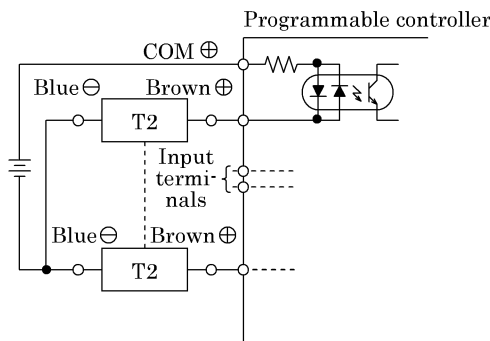 Programmable controller
COM ⊕
Blue ⊖
Brown ⊕
T2
Input
termi-
nals
Blue ⊖
Brown ⊕
T2